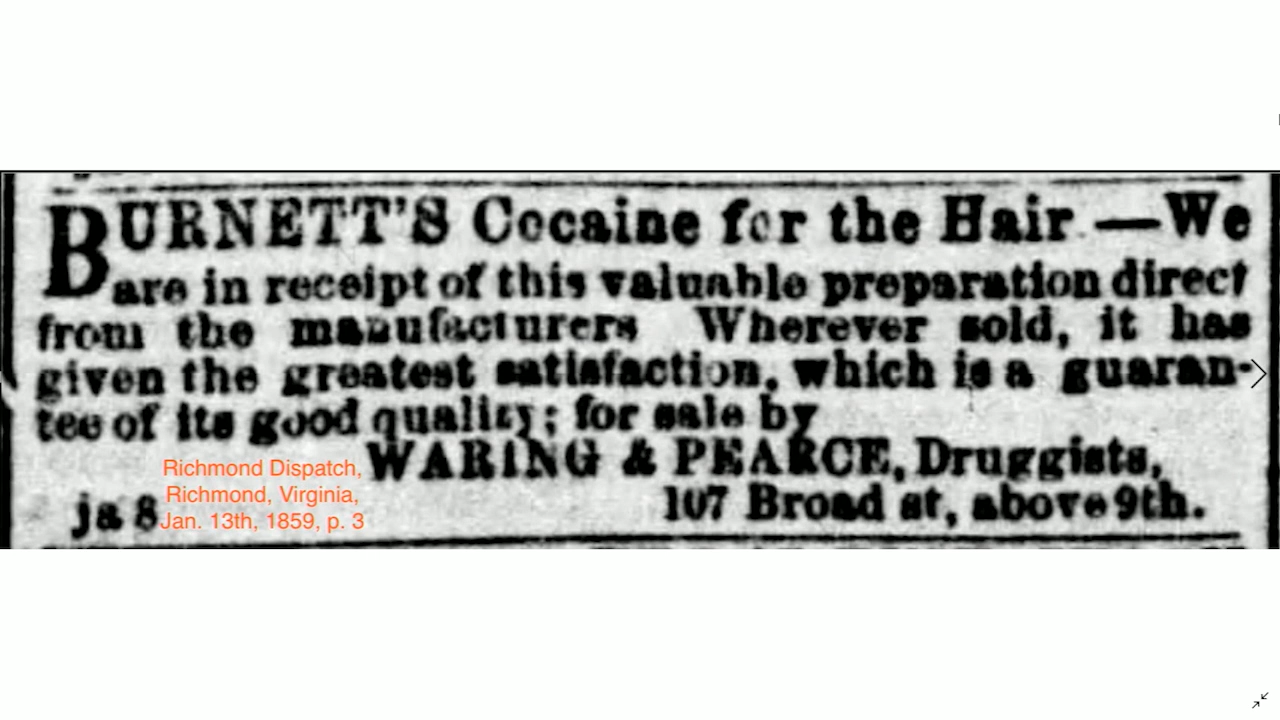 BURNETT'S Cocaine for the Hair.—We
are in receipt of this valuable preparation direct
from the manufacturers Wherever sold, it has
given the greatest satisfaction, which is a guaran-
tee of its good quality; for sale by
WARING & PEARCE, Druggists,
ja 8 107 Broad st, above 9th.
Richmond Dispatch,
Richmond, Virginia,
Jan. 13th, 1859, p. 3